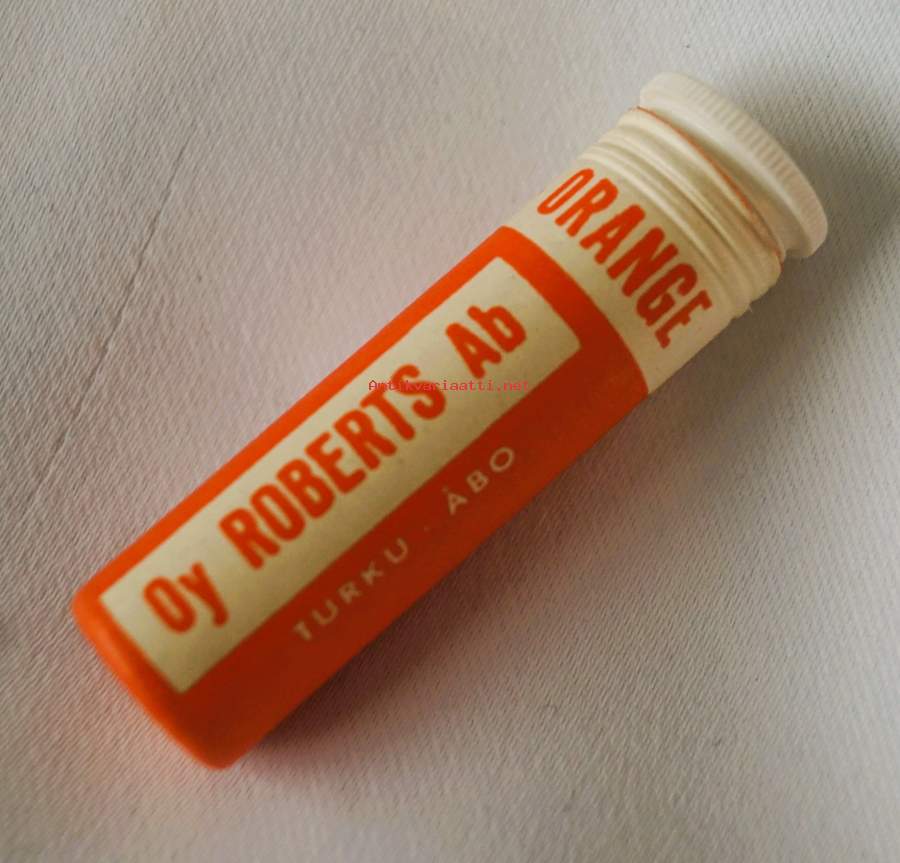 ORANGE
Oy ROBERTS Ab
TURKU - ÅBO
Antikvariaatti.net